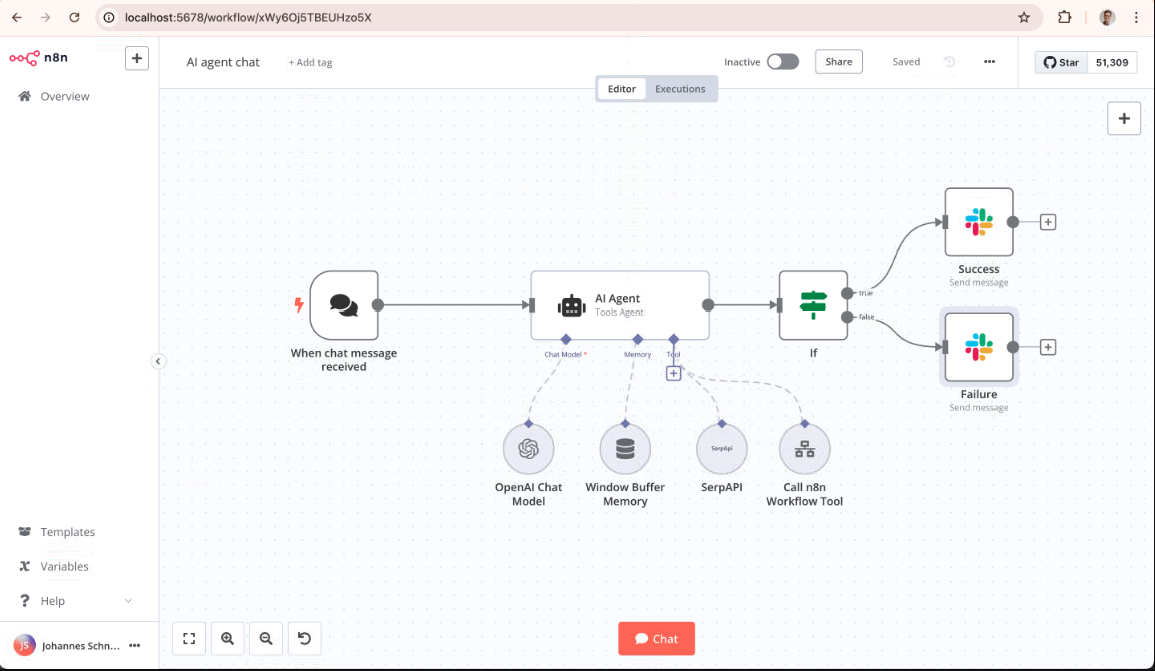 localhost:5678/workflow/xWy6Oj5TBEUHzo5X
n8n
AI agent chat
+ Add tag
Inactive
Share
Saved
Star
51,309
Editor
Executions
Overview
When chat message
received
AI Agent
Tools Agent
Chat Model *
Memory
Tool
If
true
false
Success
Send message
Failure
Send message
OpenAI Chat
Model
Window Buffer
Memory
SerpApi
SerpAPI
Call n8n
Workflow Tool
Templates
Variables
Help
JS
Johannes Schn...
Chat